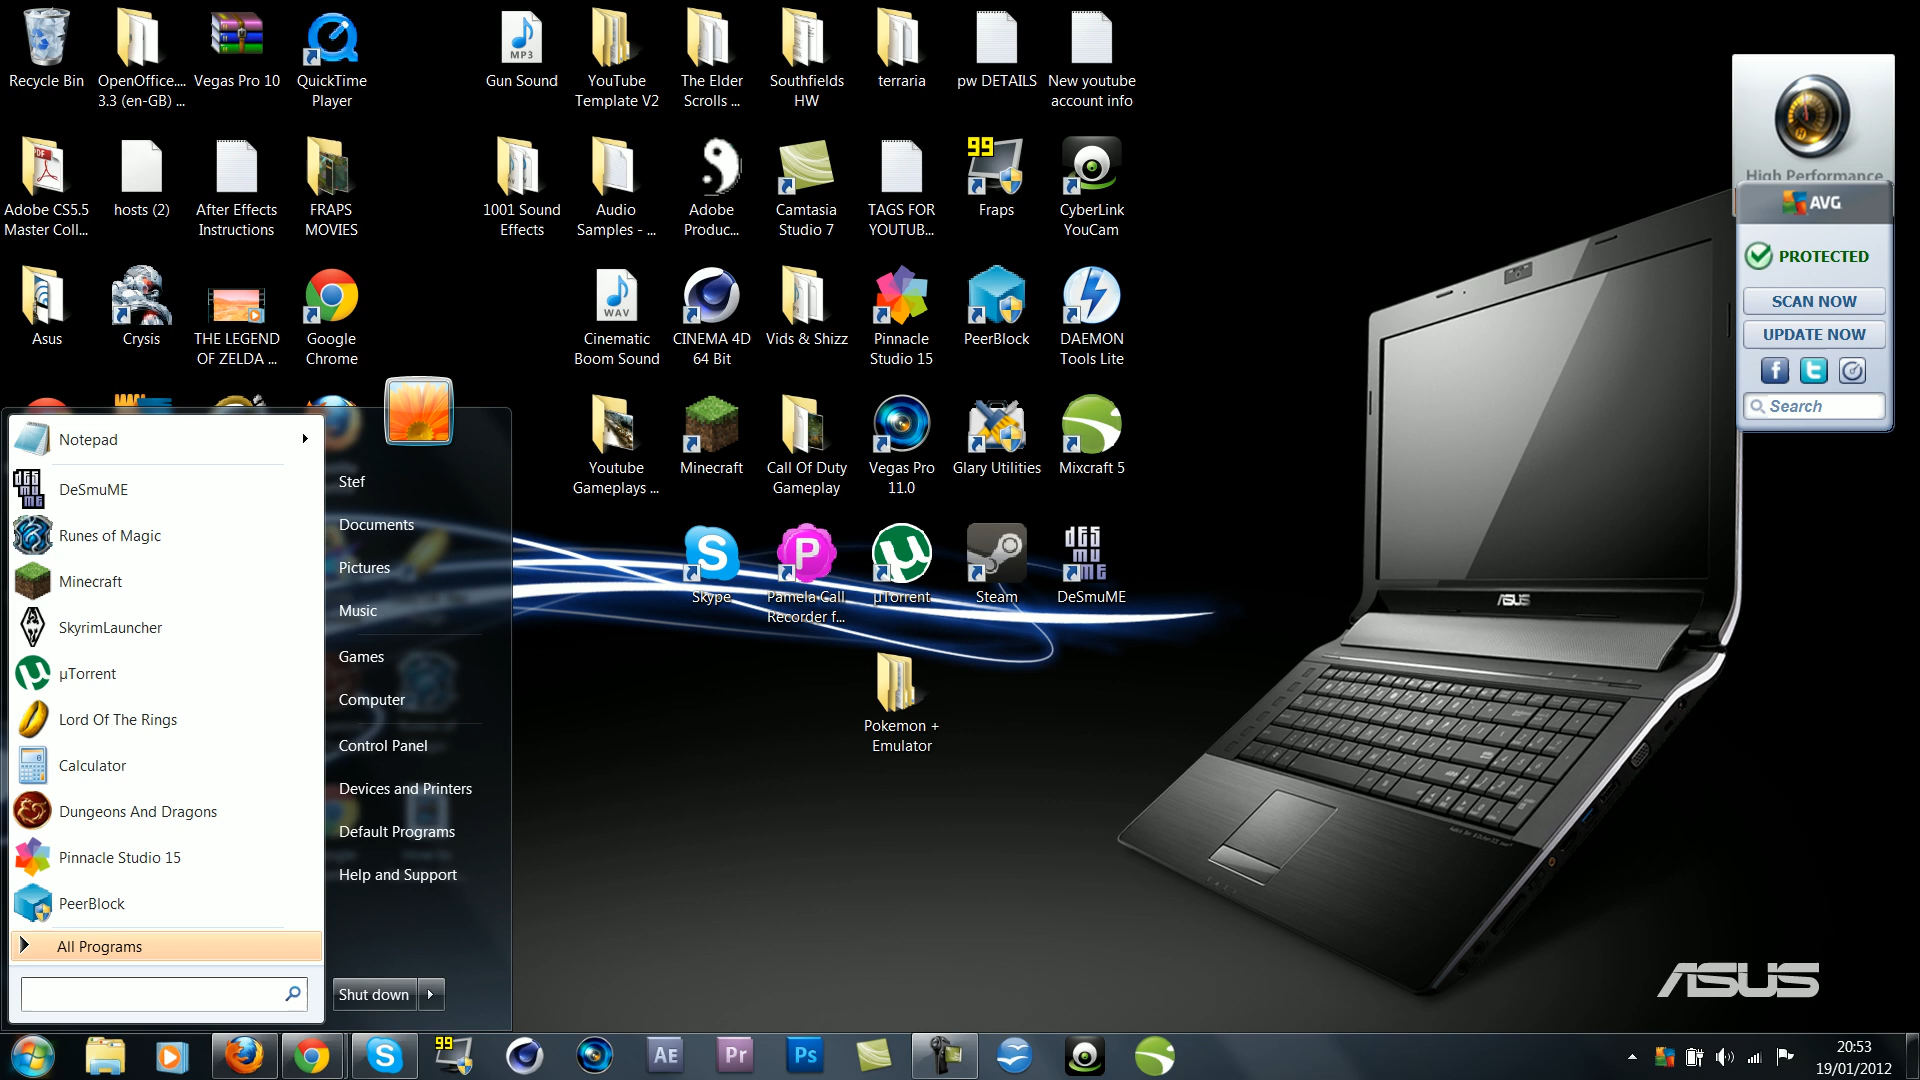 Recycle Bin
OpenOffice....
3.3 (en-GB) ...
Vegas Pro 10
QuickTime
Player
MP3
Gun Sound
YouTube
Template V2
The Elder
Scrolls ...
Southfields
HW
terraria
pw DETAILS
New youtube
account info
High Performance
Adobe CS5.5
Master Coll...
hosts (2)
After Effects
Instructions
FRAPS
MOVIES
1001 Sound
Effects
Audio
Samples - ...
Adobe
Produc...
Camtasia
Studio 7
TAGS FOR
YOUTUB...
99
Fraps
CyberLink
YouCam
AVG
PROTECTED
SCAN NOW
UPDATE NOW
Search
Asus
Crysis
THE LEGEND
OF ZELDA ...
Google
Chrome
WAV
Cinematic
Boom Sound
CINEMA 4D
64 Bit
Vids & Shizz
Pinnacle
Studio 15
PeerBlock
DAEMON
Tools Lite
Youtube
Gameplays ...
Minecraft
Call Of Duty
Gameplay
Vegas Pro
11.0
Glary Utilities
Mixcraft 5
Skype
Pamela Call
Recorder f...
µTorrent
Steam
DeSmuME
Pokemon +
Emulator
Notepad
DeSmuME
Runes of Magic
Minecraft
SkyrimLauncher
µTorrent
Lord Of The Rings
Calculator
Dungeons And Dragons
Pinnacle Studio 15
PeerBlock
All Programs
Stef
Documents
Pictures
Music
Games
Computer
Control Panel
Devices and Printers
Default Programs
Help and Support
Shut down
ASUS
ASUS
99
AE
Pr
Ps
20:53
19/01/2012